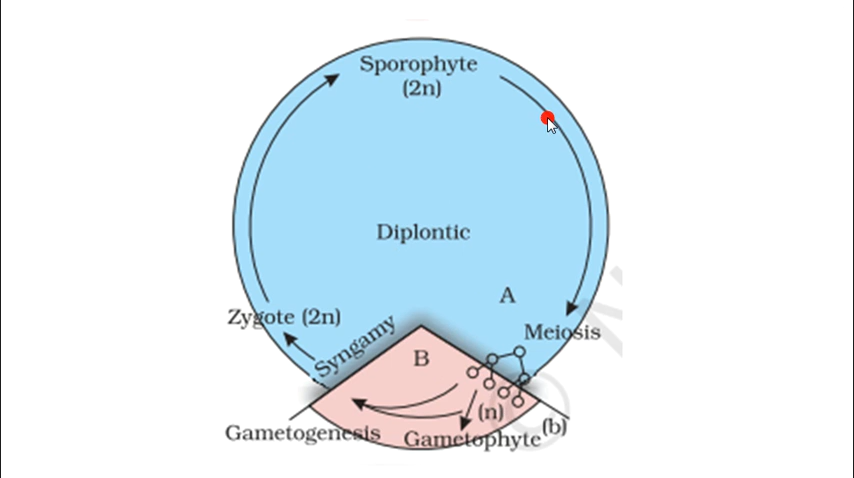 Sporophyte
(2n)
Diplontic
A
Zygote (2n)
Syngamy
Meiosis
B
(n)
Gametogenesis
Gametophyte
(b)